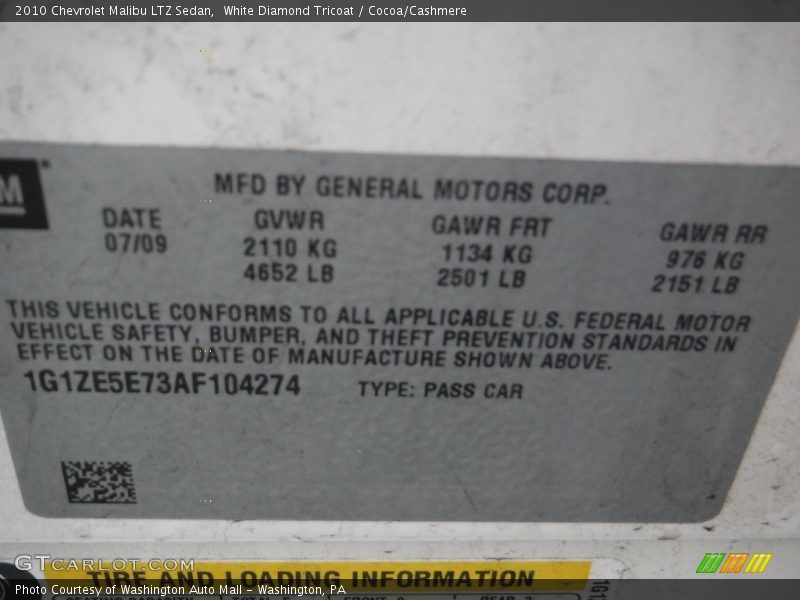 2010 Chevrolet Malibu LTZ Sedan, White Diamond Tricoat / Cocoa/Cashmere
M
MFD BY GENERAL MOTORS CORP.
DATE GVWR GAWR FRT GAWR RR
07/09 2110 KG 1134 KG 976 KG
4652 LB 2501 LB 2151 LB
THIS VEHICLE CONFORMS TO ALL APPLICABLE U.S. FEDERAL MOTOR
VEHICLE SAFETY, BUMPER, AND THEFT PREVENTION STANDARDS IN
EFFECT ON THE DATE OF MANUFACTURE SHOWN ABOVE.
1G1ZE5E73AF104274 TYPE: PASS CAR
GTCARLOT.COM
TIRE AND LOADING INFORMATION
Photo Courtesy of Washington Auto Mall - Washington, PA